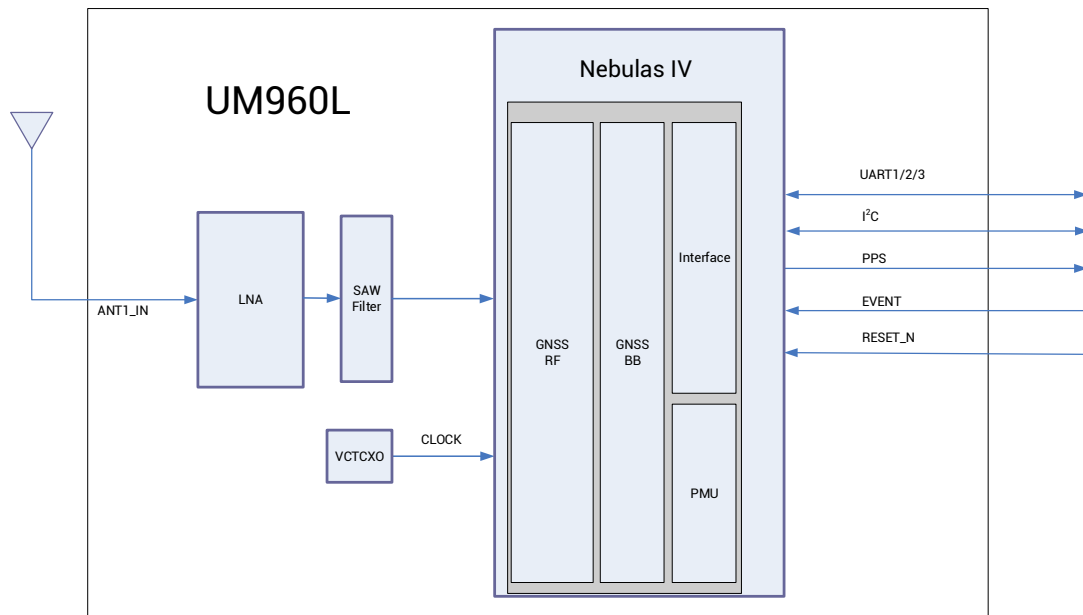 Nebulas IV
UM960L
UART1/2/3
I²C
Interface
PPS
SAW
Filter
LNA
ANT1_IN
EVENT
GNSS
RF
GNSS
BB
RESET_N
CLOCK
VCTCXO
PMU